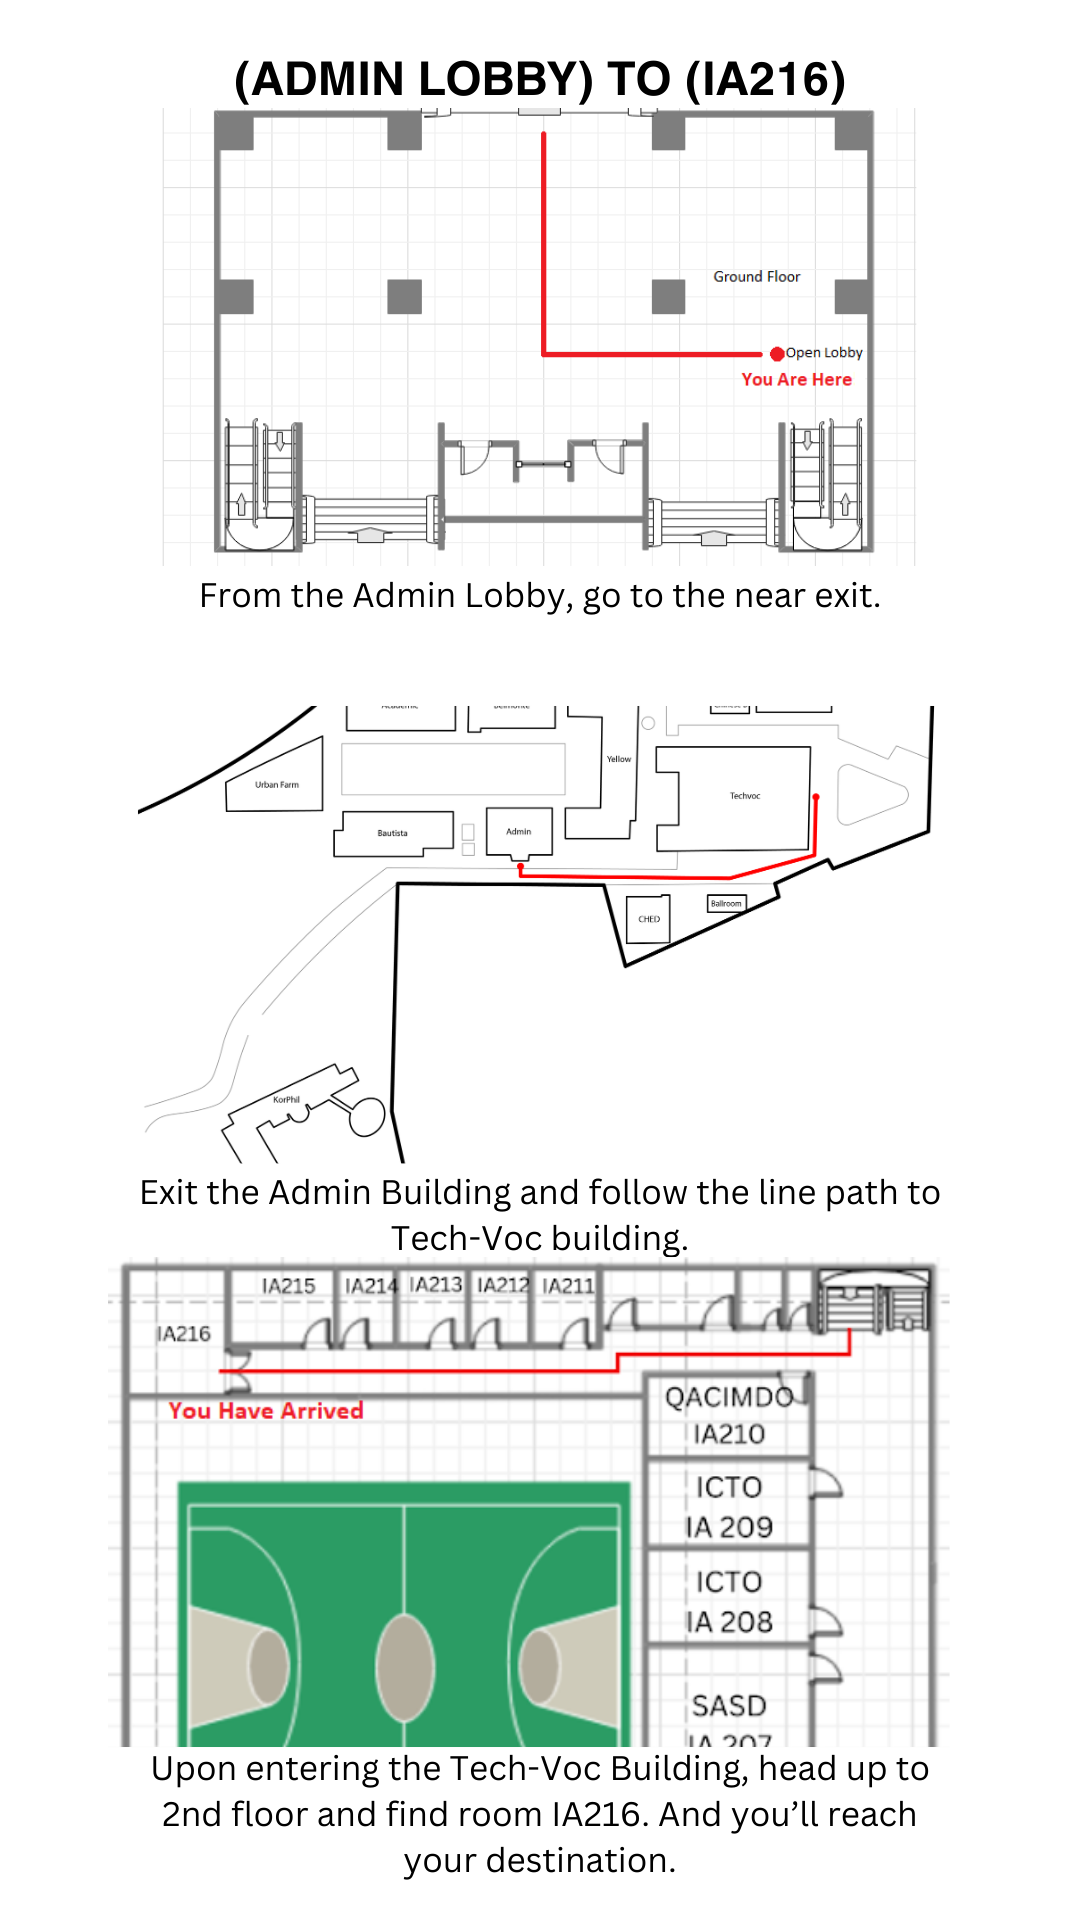 (ADMIN LOBBY) TO (IA216)
Ground Floor
Open Lobby
You Are Here
From the Admin Lobby, go to the near exit.
Yellow
Urban Farm
Techvoc
Bautista
Admin
CHED
Ballroom
KorPhil
Exit the Admin Building and follow the line path to
Tech-Voc building.
IA215 IA214 IA213 IA212 IA211
IA216
You Have Arrived
QACIMDO
IA210
ICTO
IA 209
ICTO
IA 208
SASD
IA 207
Upon entering the Tech-Voc Building, head up to
2nd floor and find room IA216. And you’ll reach
your destination.